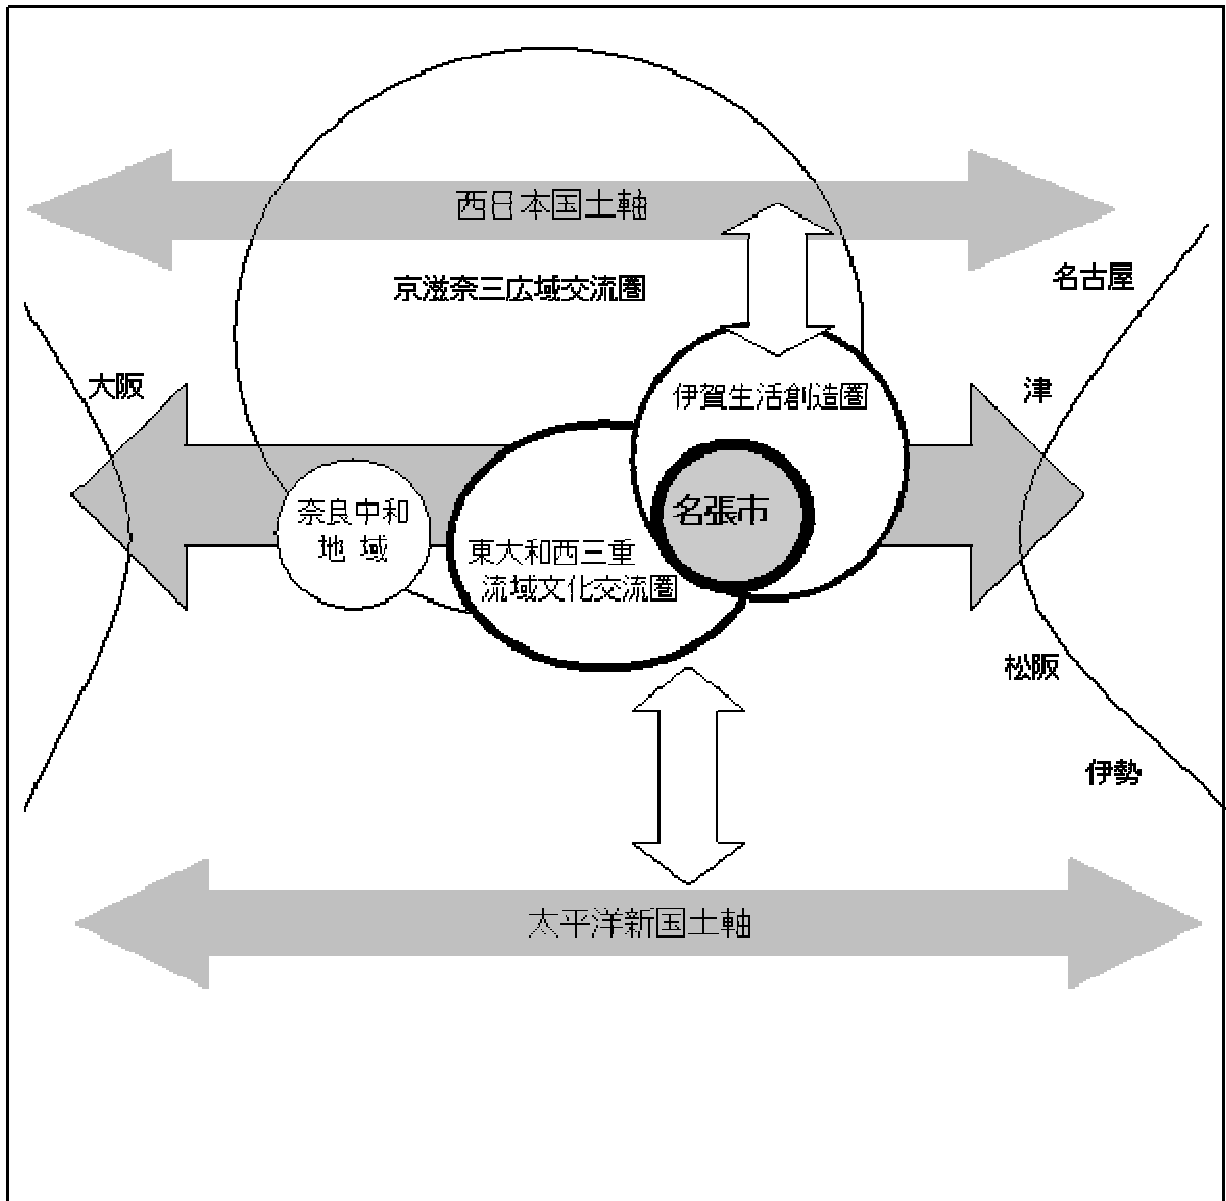 西日本国土軸
名古屋
京滋奈三広域交流圏
大阪
津
伊賀生活創造圏
奈良中和
地域
名張市
東大和西三重
流域文化交流圏
松阪
伊勢
太平洋新国土軸